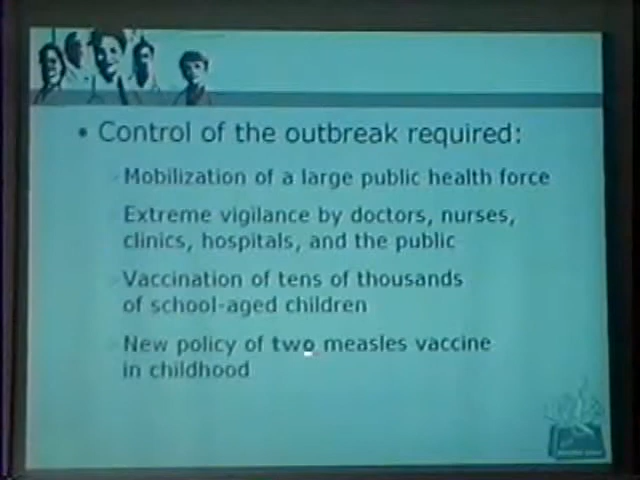 • Control of the outbreak required:
Mobilization of a large public health force
Extreme vigilance by doctors, nurses,
clinics, hospitals, and the public
Vaccination of tens of thousands
of school-aged children
New policy of two measles vaccine
in childhood